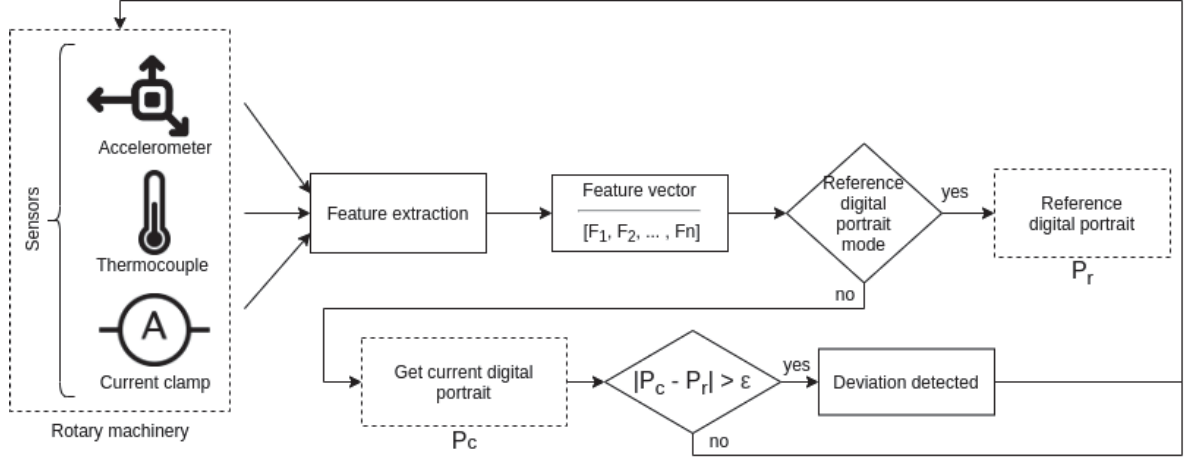 Sensors
Accelerometer
Thermocouple
A
Current clamp
Rotary machinery
Feature extraction
Feature vector
[F1, F2, ... , Fn]
Reference
digital
portrait
mode
yes
Reference
digital portrait
Pr
no
Get current digital
portrait
Pc
|Pc - Pr| > ε
yes
Deviation detected
no